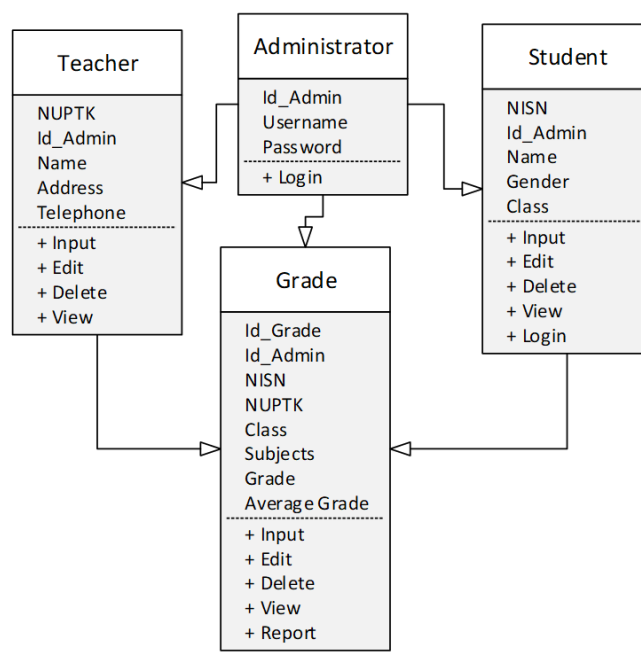 Teacher
NUPTK
Id_Admin
Name
Address
Telephone
+ Input
+ Edit
+ Delete
+ View
Administrator
Id_Admin
Username
Password
+ Login
Student
NISN
Id_Admin
Name
Gender
Class
+ Input
+ Edit
+ Delete
+ View
+ Login
Grade
Id_Grade
Id_Admin
NISN
NUPTK
Class
Subjects
Grade
Average Grade
+ Input
+ Edit
+ Delete
+ View
+ Report